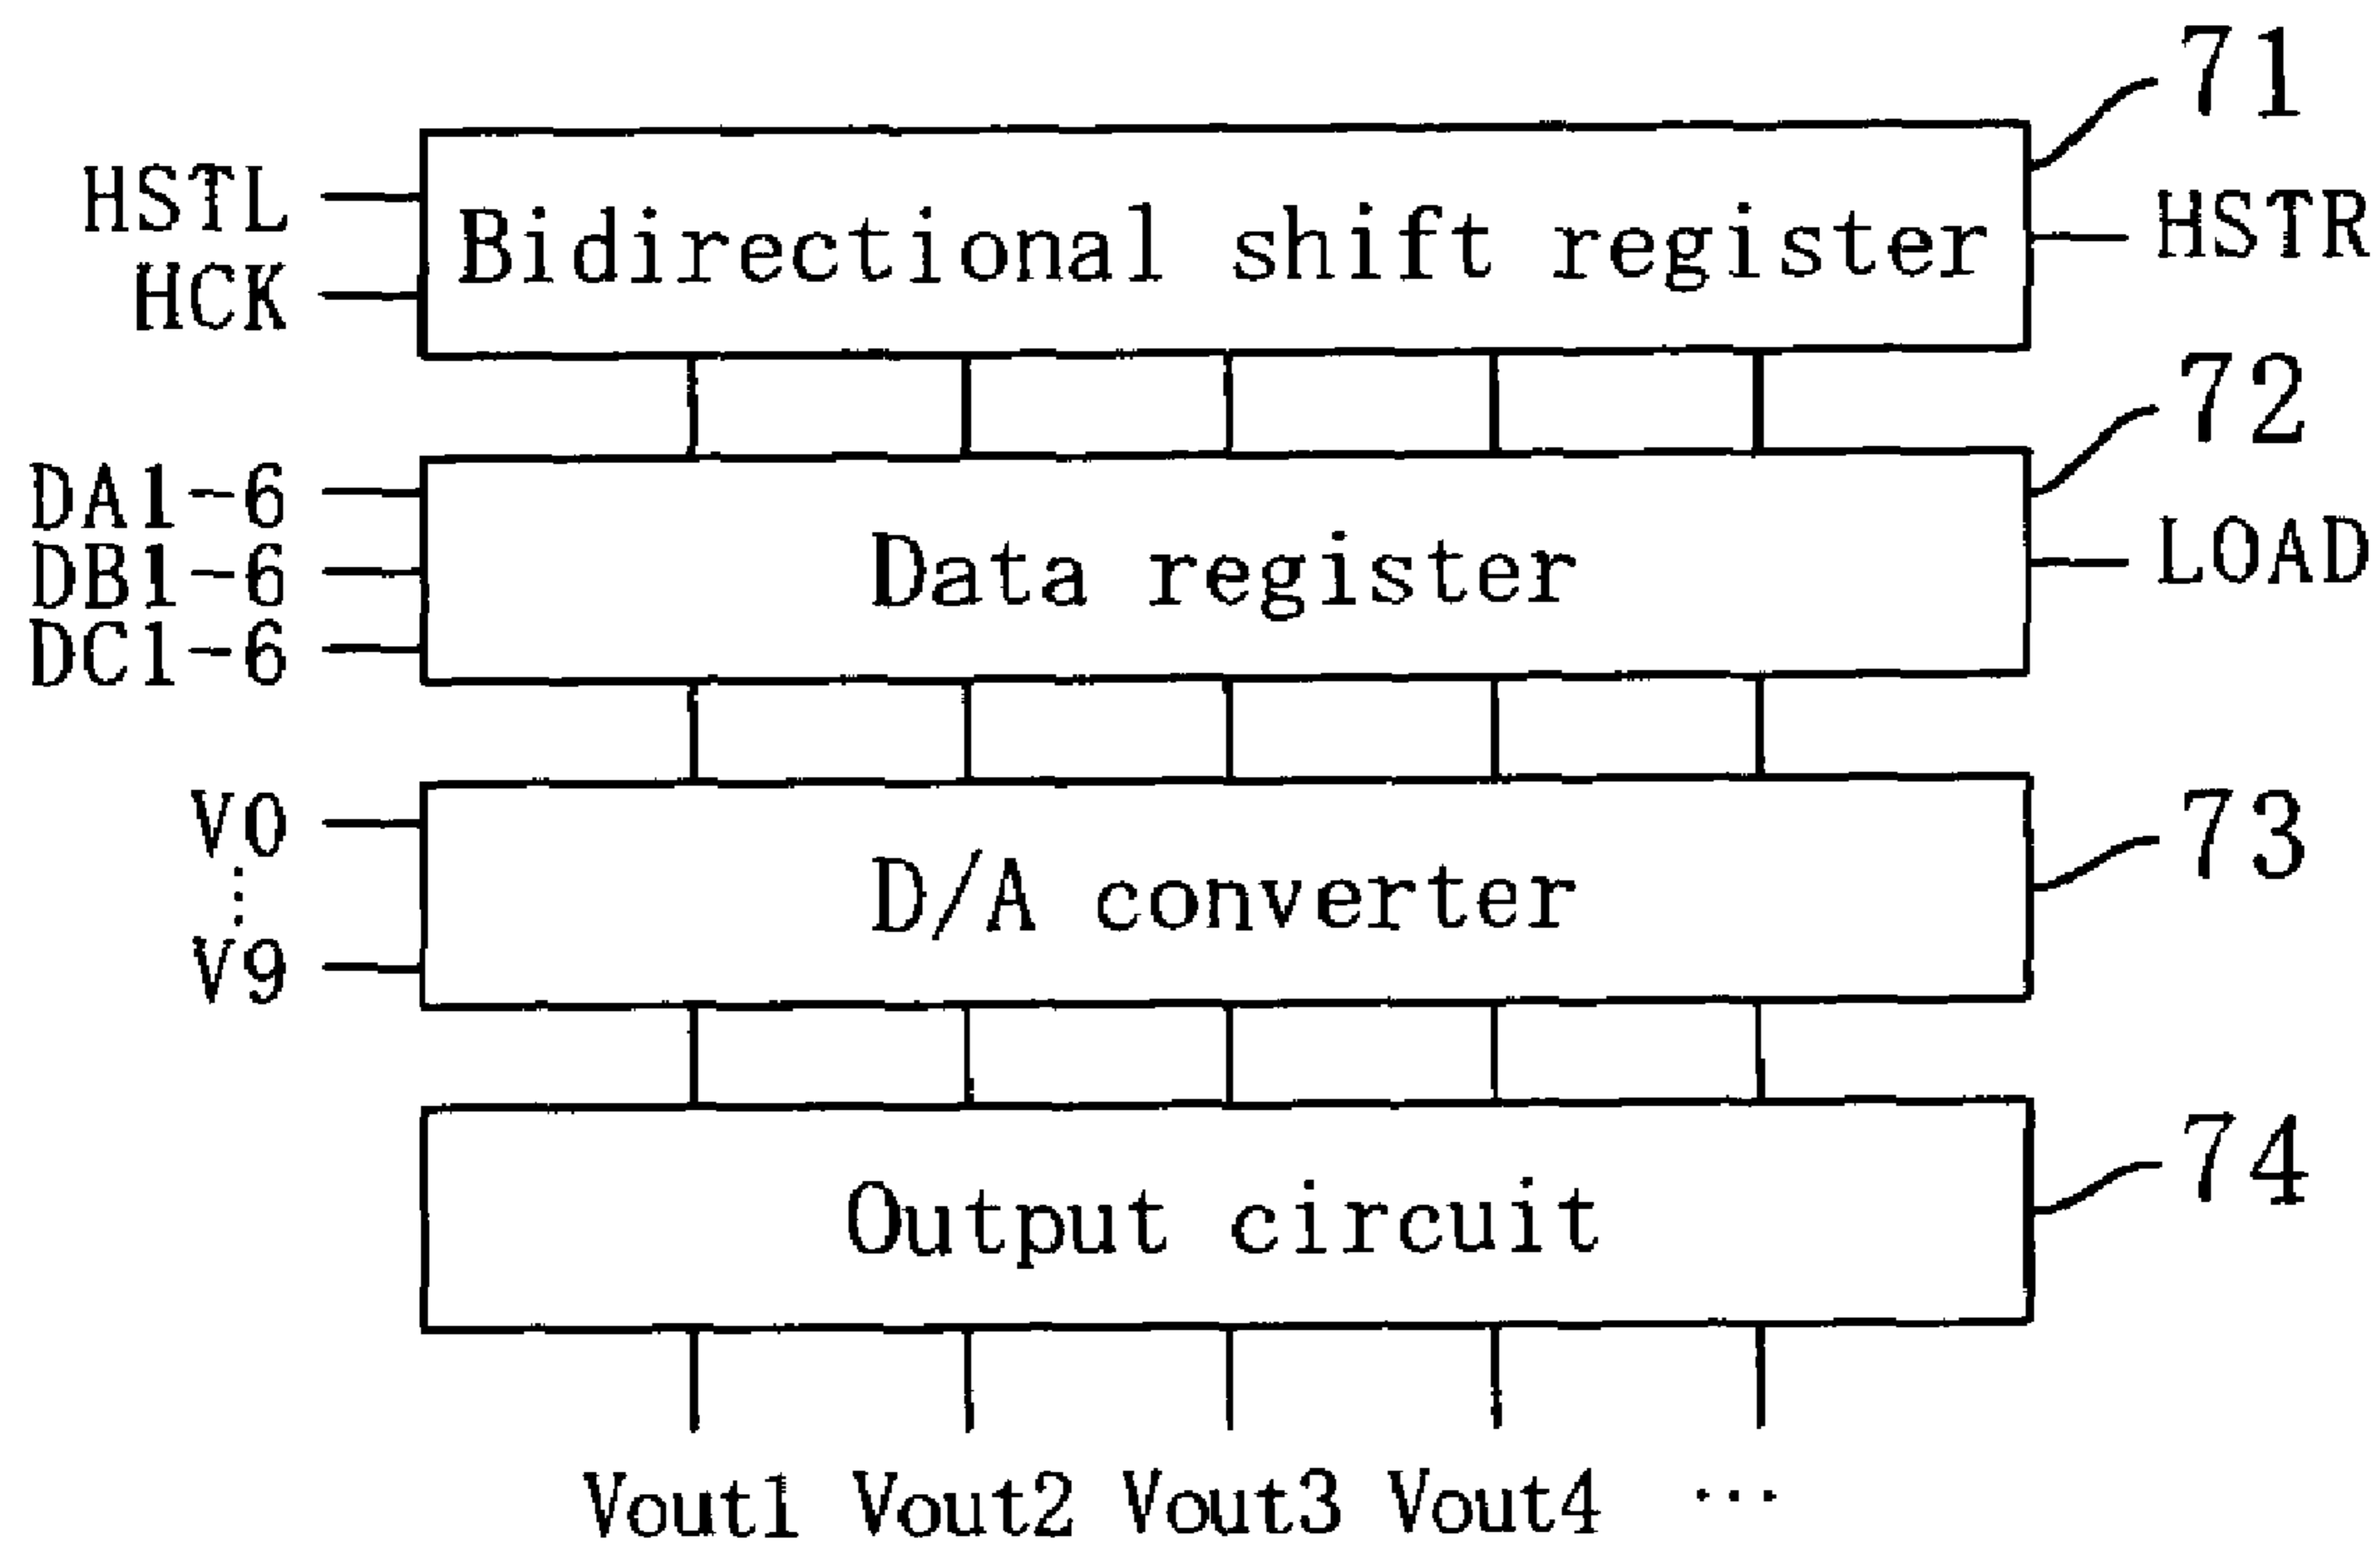 71
HSTL
HCK
Bidirectional shift register
HSTR
72
DA1-6
DB1-6
DC1-6
Data register
LOAD
73
V0
⋮
V9
D/A converter
74
Output circuit
Vout1 Vout2 Vout3 Vout4 ···